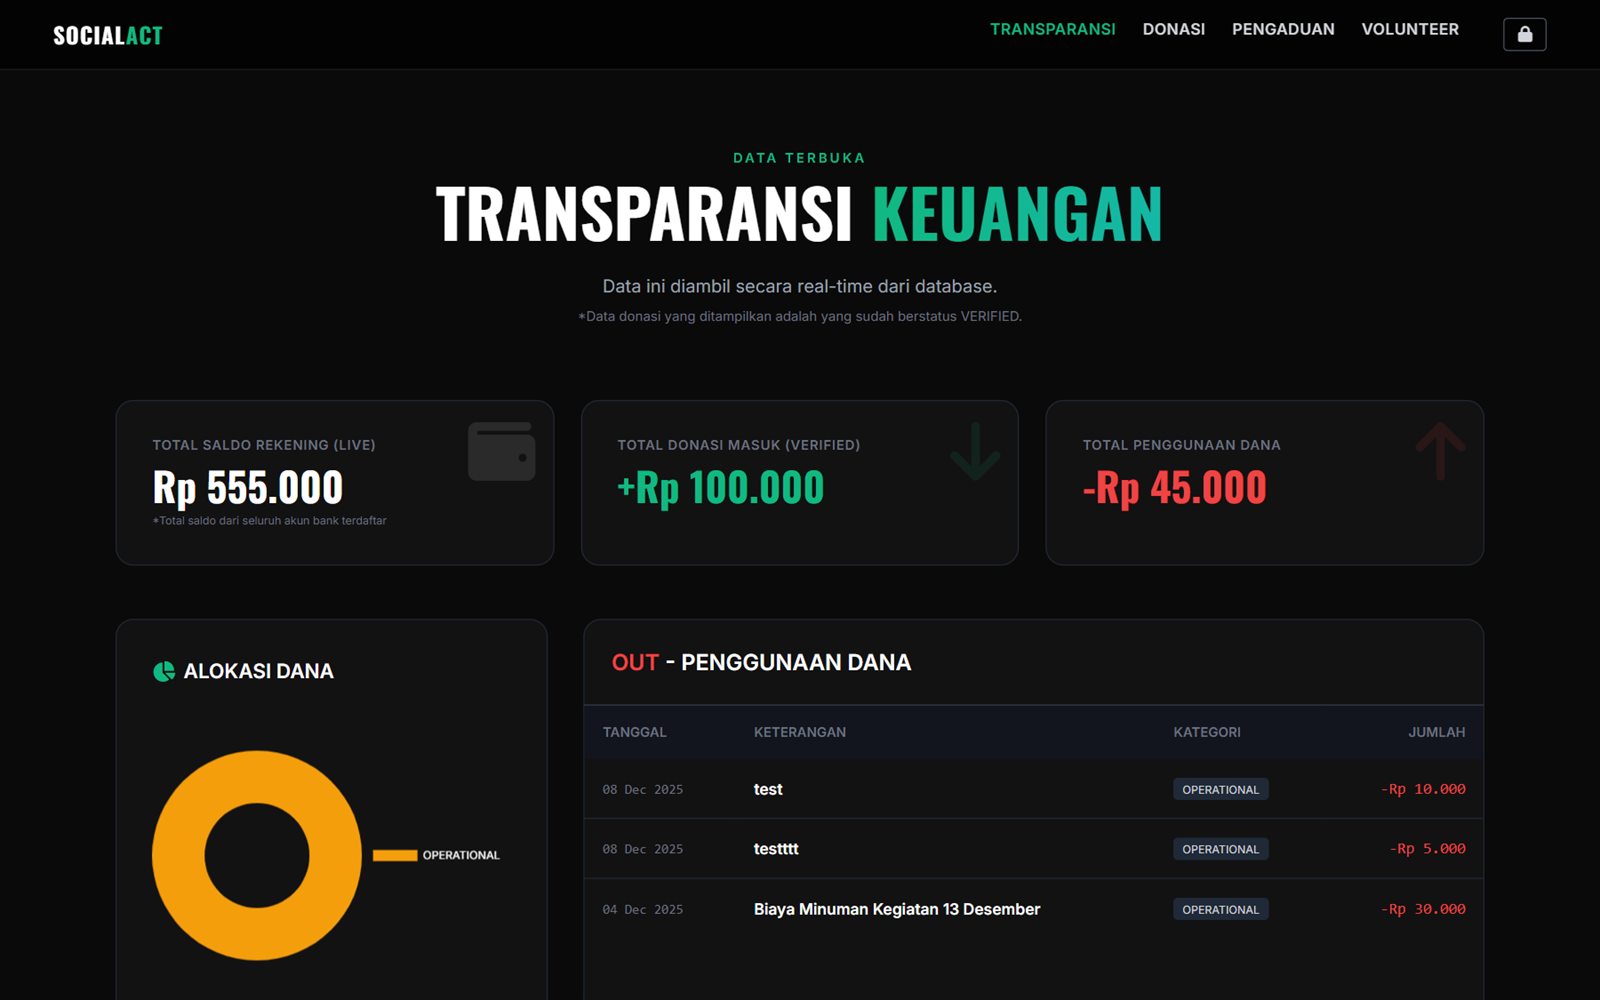 SOCIALACT
TRANSPARANSI DONASI PENGADUAN VOLUNTEER
DATA TERBUKA
TRANSPARANSI KEUANGAN
Data ini diambil secara real-time dari database.
*Data donasi yang ditampilkan adalah yang sudah berstatus VERIFIED.
TOTAL SALDO REKENING (LIVE)
Rp 555.000
*Total saldo dari seluruh akun bank terdaftar
TOTAL DONASI MASUK (VERIFIED)
+Rp 100.000
TOTAL PENGGUNAAN DANA
-Rp 45.000
ALOKASI DANA
OPERATIONAL
OUT - PENGGUNAAN DANA
TANGGAL KETERANGAN KATEGORI JUMLAH
08 Dec 2025 test OPERATIONAL -Rp 10.000
08 Dec 2025 testttt OPERATIONAL -Rp 5.000
04 Dec 2025 Biaya Minuman Kegiatan 13 Desember OPERATIONAL -Rp 30.000